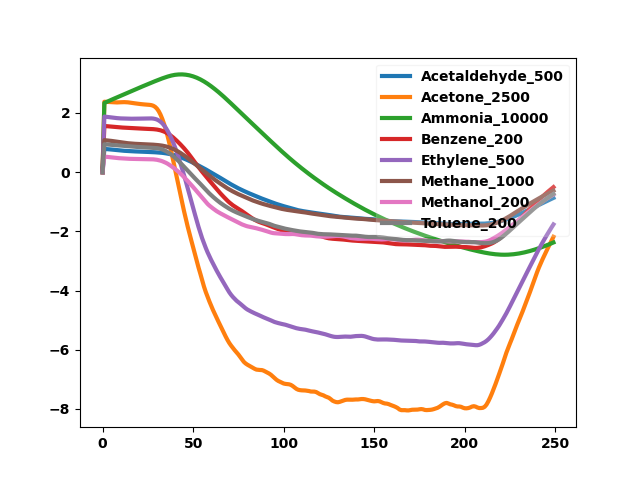 Acetaldehyde_500
Acetone_2500
Ammonia_10000
Benzene_200
Ethylene_500
Methane_1000
Methanol_200
Toluene_200
2
0
−2
−4
−6
−8
0 50 100 150 200 250